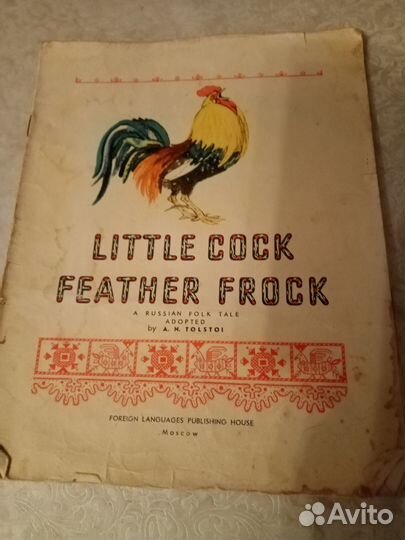 LITTLE COCK
FEATHER FROCK
A RUSSIAN FOLK TALE
ADOPTED
by A. N. TOLSTOI
FOREIGN LANGUAGES PUBLISHING HOUSE
Moscow
Avito